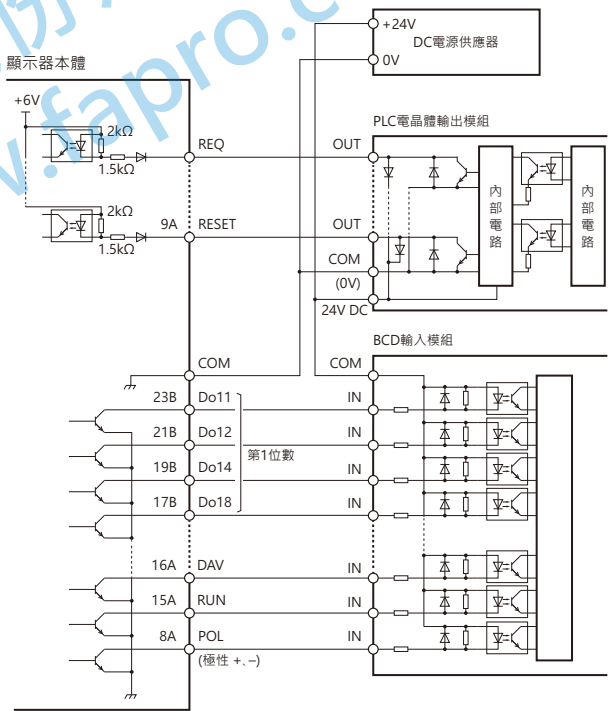 份
w.fapro.c
+24V
DC電源供應器
0V
顯示器本體
+6V
2kΩ
1.5kΩ
REQ
PLC電晶體輸出模組
OUT
內部電路
內部電路
2kΩ
1.5kΩ
9A RESET
OUT
COM
(0V)
24V DC
BCD輸入模組
COM
COM
23B Do11
IN
21B Do12
IN
第1位數
19B Do14
IN
17B Do18
IN
16A DAV
IN
15A RUN
IN
8A POL
IN
(極性 +､−)